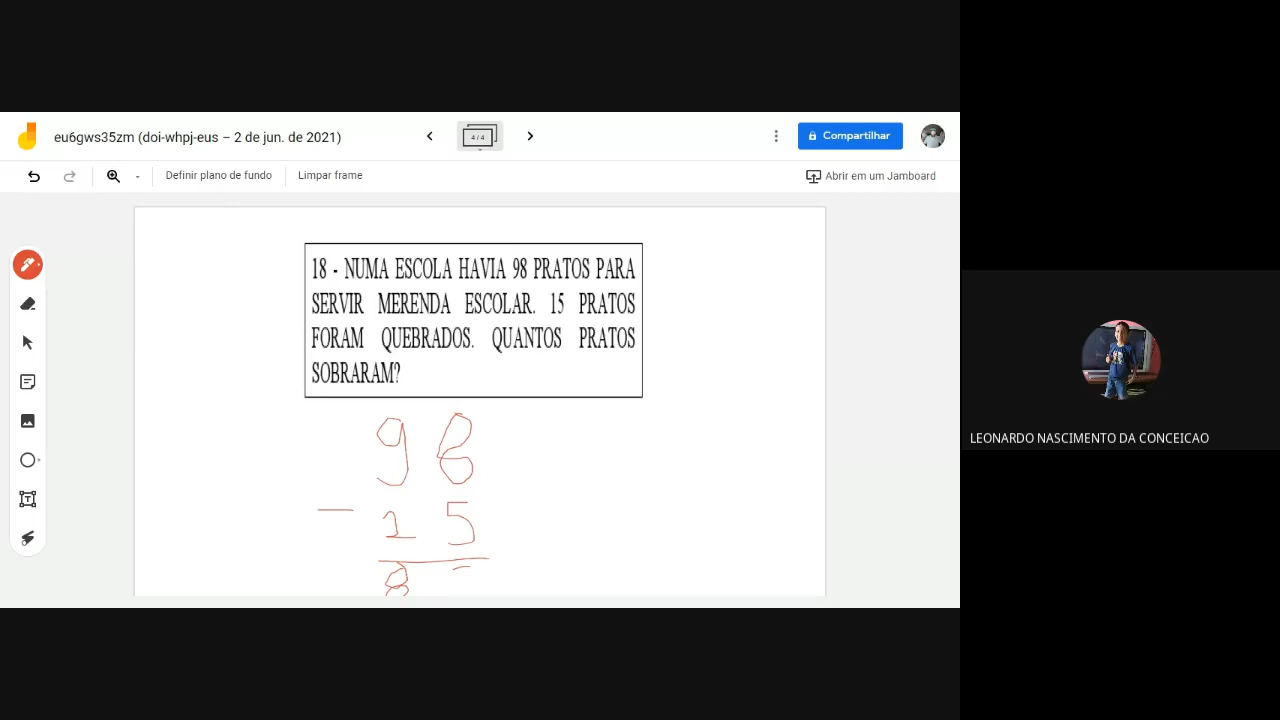 eu6gws35zm (doi-whpj-eus – 2 de jun. de 2021)
4 / 4
Compartilhar
Definir plano de fundo
Limpar frame
Abrir em um Jamboard
18 - NUMA ESCOLA HAVIA 98 PRATOS PARA
SERVIR MERENDA ESCOLAR. 15 PRATOS
FORAM QUEBRADOS. QUANTOS PRATOS
SOBRARAM?
98
- 15
8
LEONARDO NASCIMENTO DA CONCEICAO